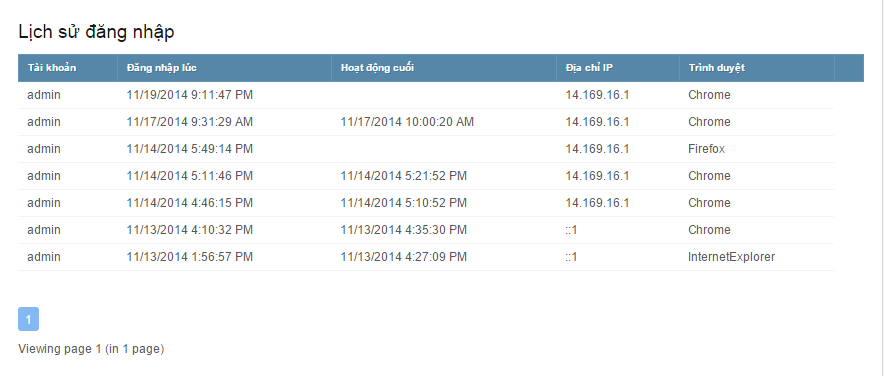 Lịch sử đăng nhập
Tài khoản Đăng nhập lúc Hoạt động cuối Địa chỉ IP Trình duyệt
admin 11/19/2014 9:11:47 PM 14.169.16.1 Chrome
admin 11/17/2014 9:31:29 AM 11/17/2014 10:00:20 AM 14.169.16.1 Chrome
admin 11/14/2014 5:49:14 PM 14.169.16.1 Firefox
admin 11/14/2014 5:11:46 PM 11/14/2014 5:21:52 PM 14.169.16.1 Chrome
admin 11/14/2014 4:46:15 PM 11/14/2014 5:10:52 PM 14.169.16.1 Chrome
admin 11/13/2014 4:10:32 PM 11/13/2014 4:35:30 PM ::1 Chrome
admin 11/13/2014 1:56:57 PM 11/13/2014 4:27:09 PM ::1 InternetExplorer
1
Viewing page 1 (in 1 page)